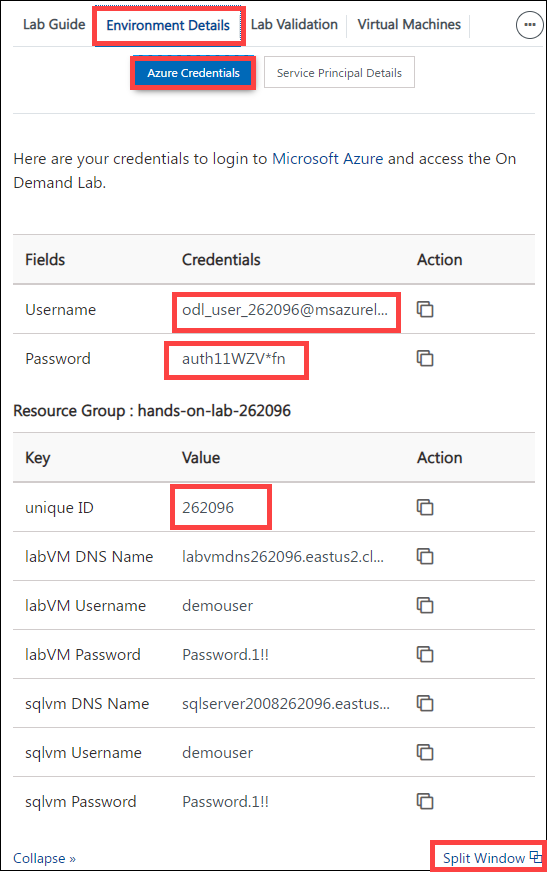 Lab Guide Environment Details Lab Validation Virtual Machines
Azure Credentials Service Principal Details
Here are your credentials to login to Microsoft Azure and access the On
Demand Lab.
Fields Credentials Action
Username odl_user_262096@msazurel...
Password auth11WZV*fn
Resource Group : hands-on-lab-262096
Key Value Action
unique ID 262096
labVM DNS Name labvmdns262096.eastus2.cl...
labVM Username demouser
labVM Password Password.1!!
sqlvm DNS Name sqlserver2008262096.eastus...
sqlvm Username demouser
sqlvm Password Password.1!!
Collapse » Split Window